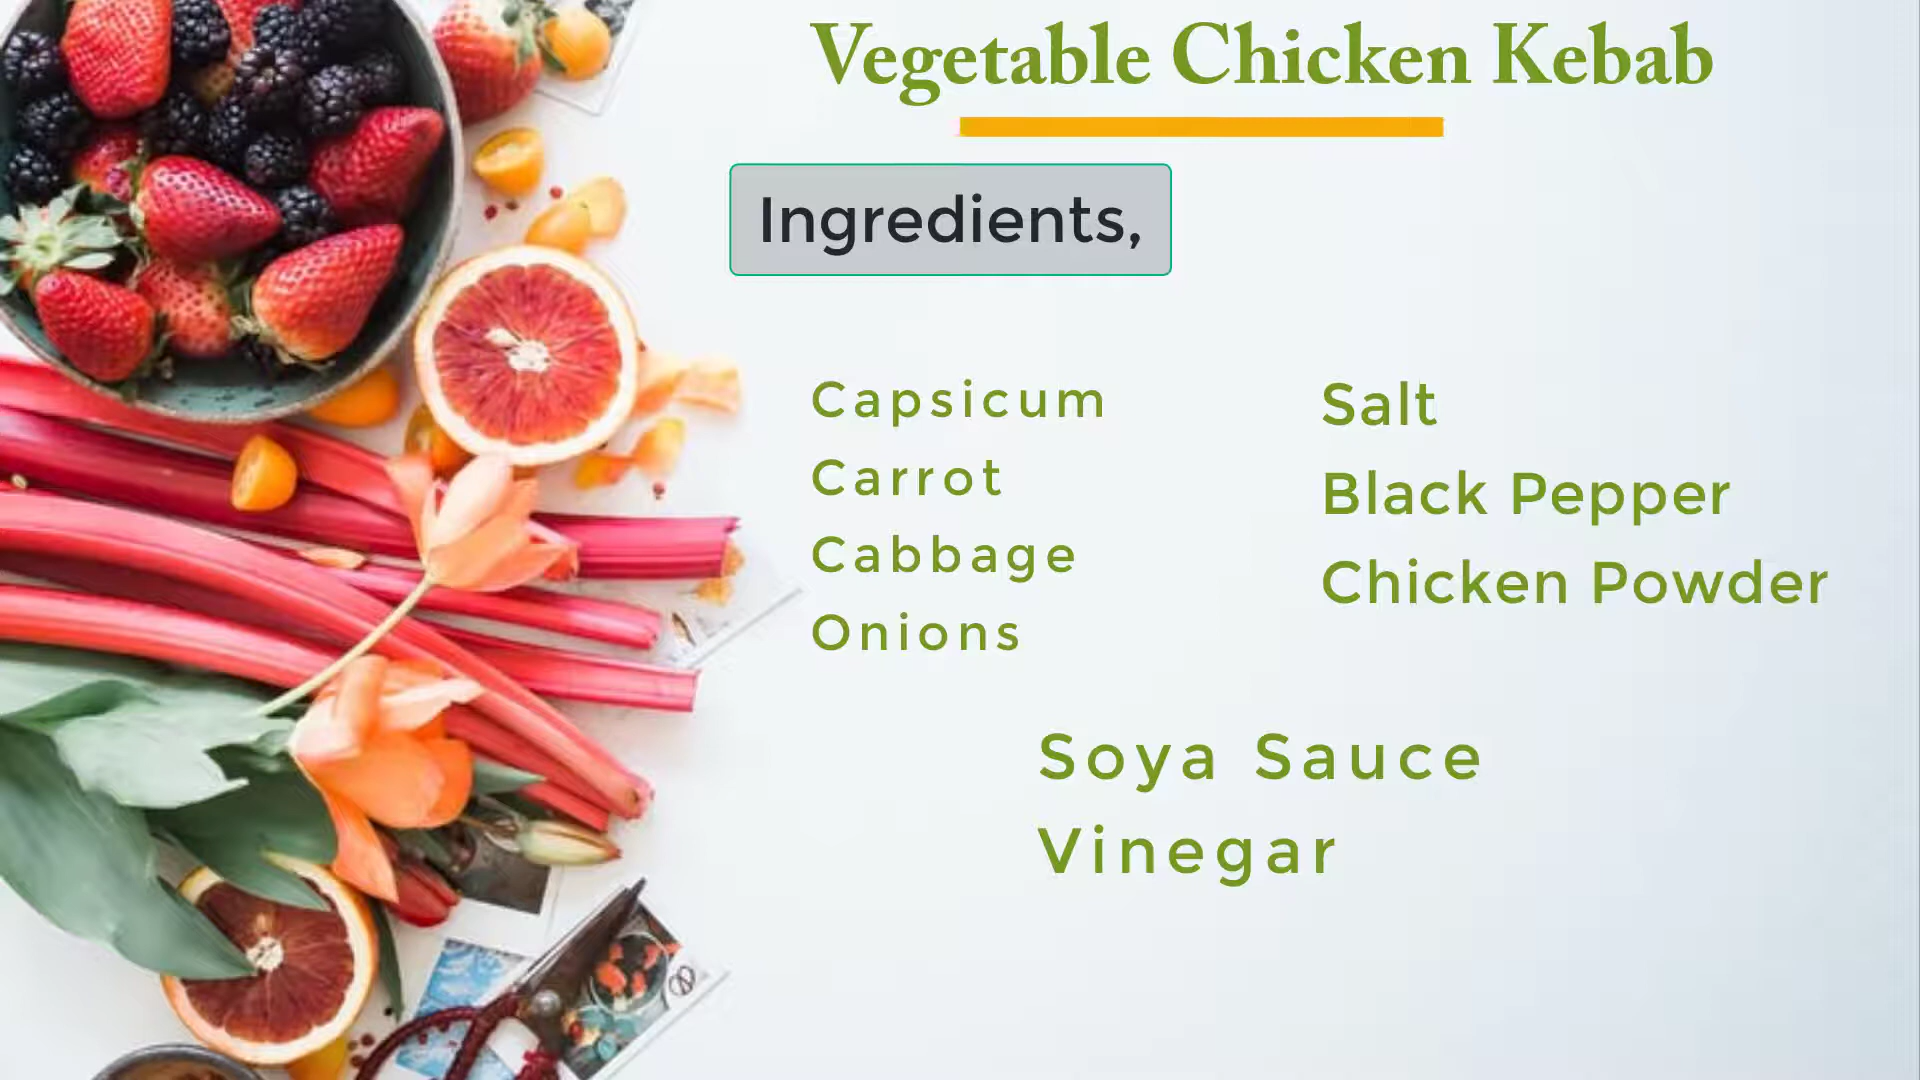 Vegetable Chicken Kebab
Ingredients,
Capsicum
Carrot
Cabbage
Onions
Salt
Black Pepper
Chicken Powder
Soya Sauce
Vinegar